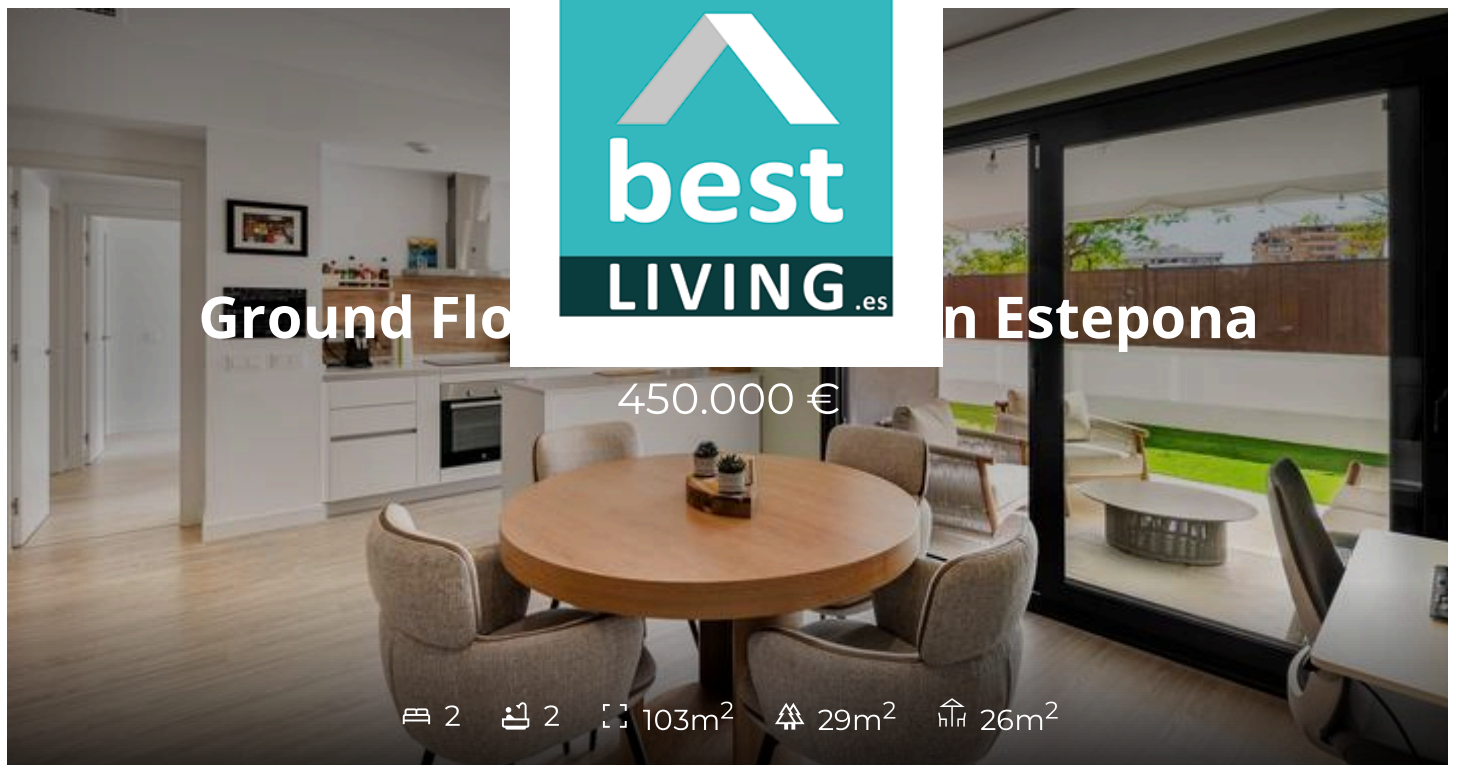 best
LIVING.es
Ground Flo n Estepona
450.000 €
2 2 103m² 29m² 26m²